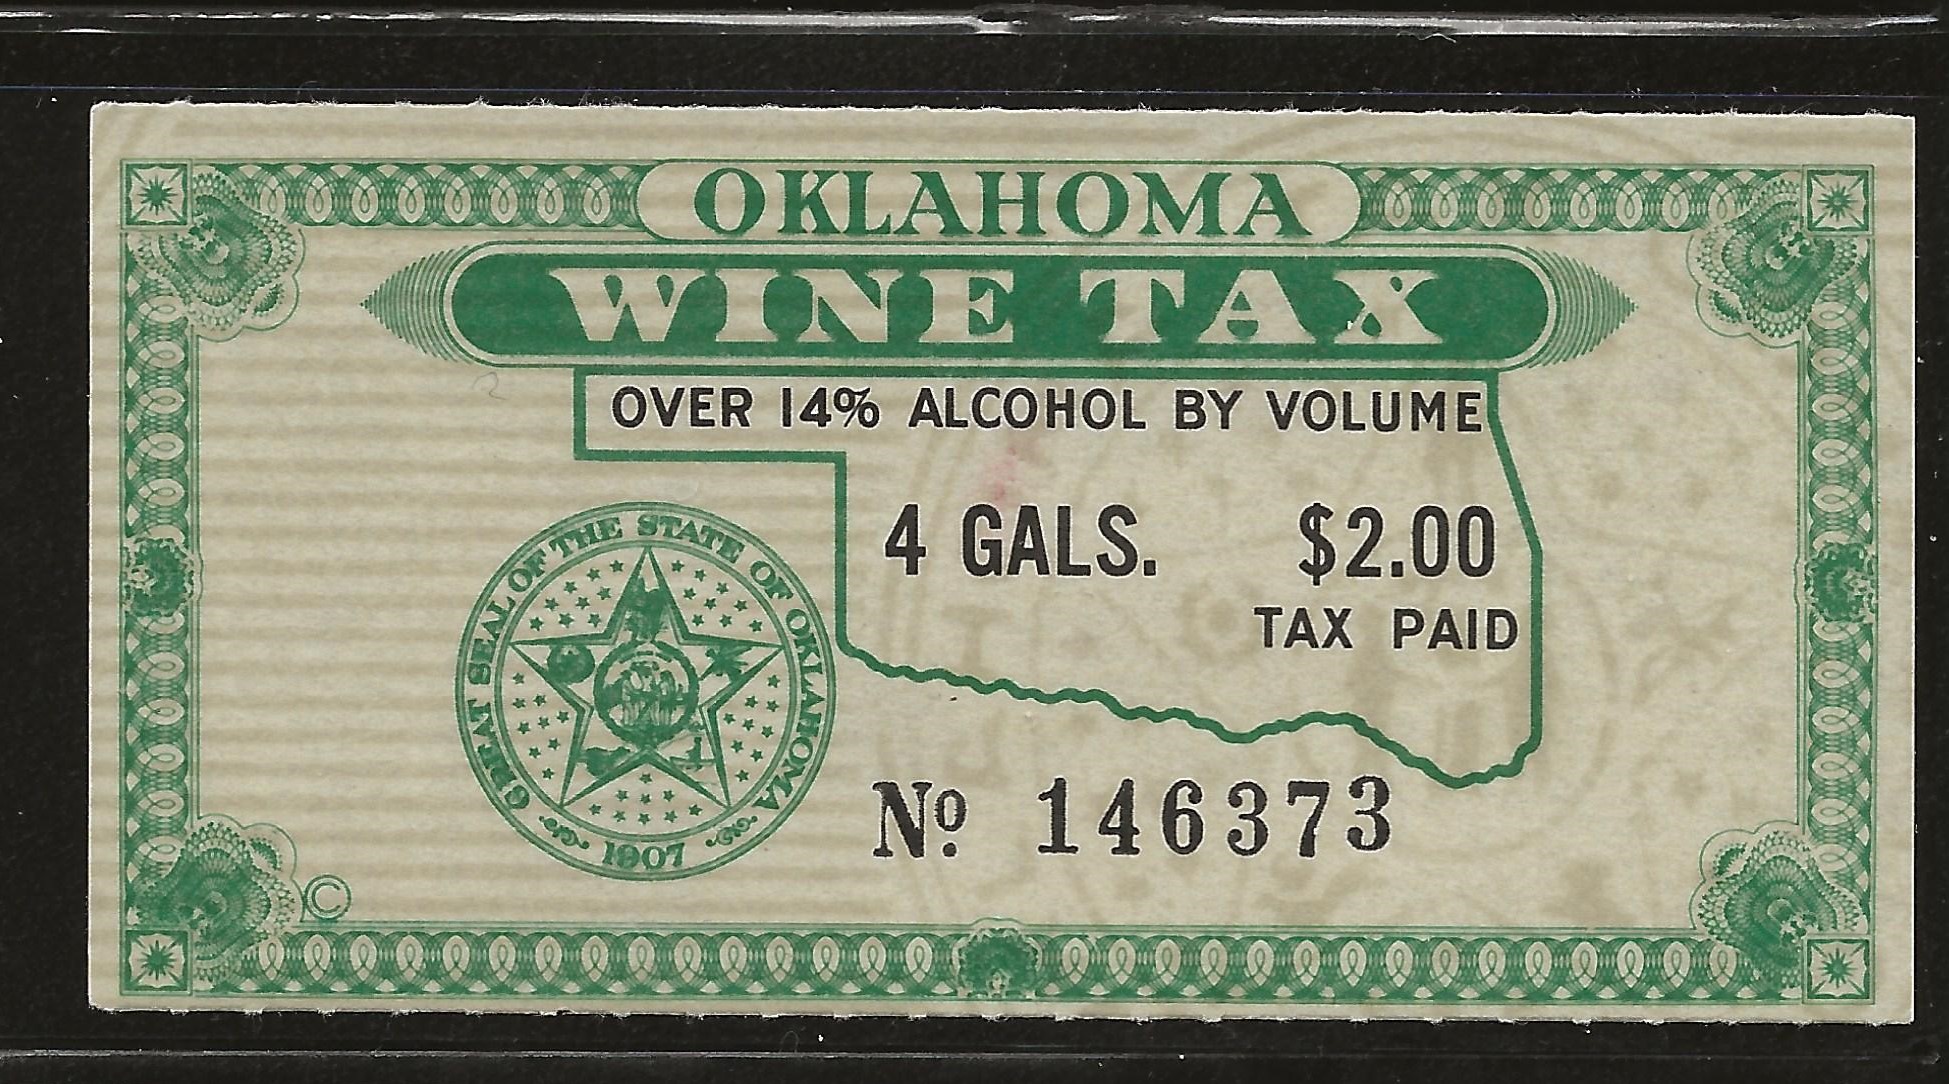 OKLAHOMA
WINE TAX
OVER 14% ALCOHOL BY VOLUME
4 GALS. $2.00
TAX PAID
GREAT SEAL OF THE STATE OF OKLAHOMA
1907
Nº 146373
©